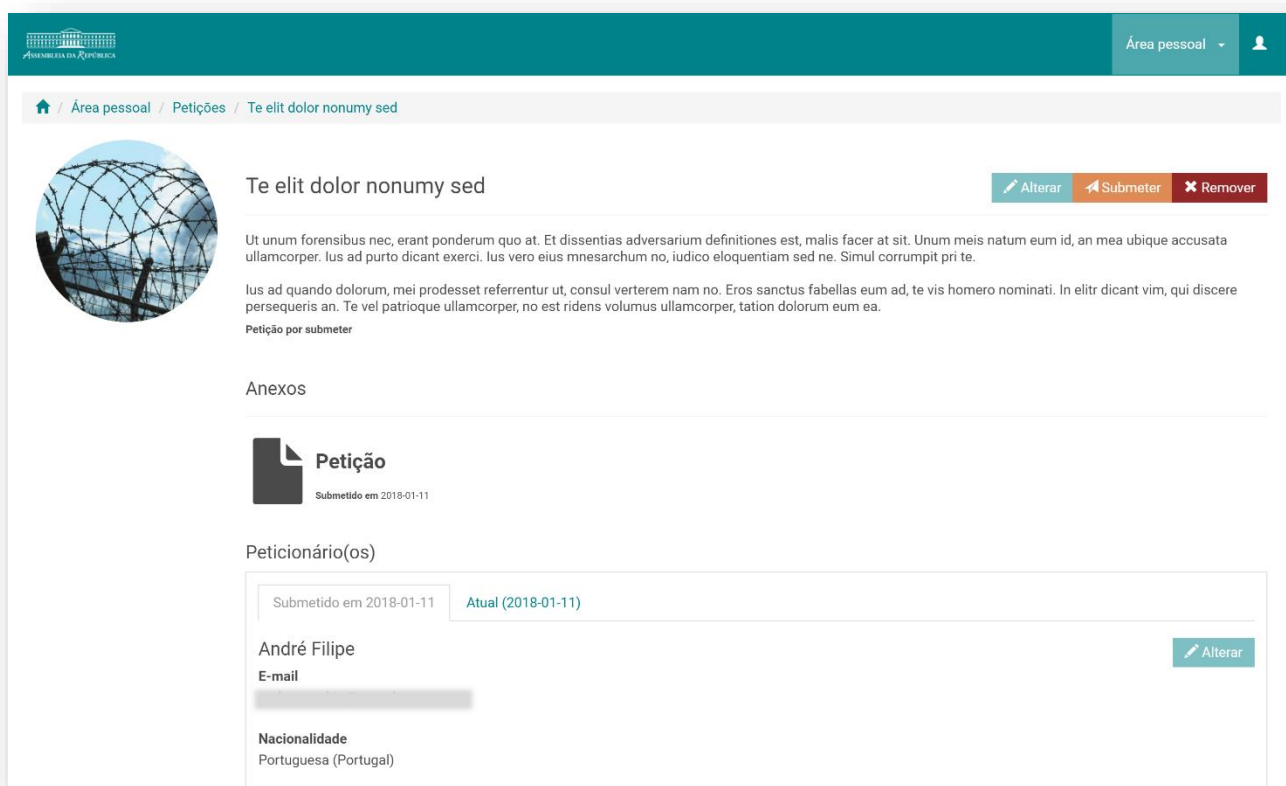 ASSEMBLEIA DA REPÚBLICA
Área pessoal
/ Área pessoal / Petições / Te elit dolor nonumy sed
Te elit dolor nonumy sed
Alterar Submeter Remover
Ut unum forensibus nec, erant ponderum quo at. Et dissentias adversarium definitiones est, malis facer at sit. Unum meis natum eum id, an mea ubique accusata
ullamcorper. Ius ad purto dicant exerci. Ius vero eius mnesarchum no, iudico eloquentiam sed ne. Simul corrumpit pri te.
Ius ad quando dolorum, mei prodesset referrentur ut, consul verterem nam no. Eros sanctus fabellas eum ad, te vis homero nominati. In elitr dicant vim, qui discere
persequeris an. Te vel patrioque ullamcorper, no est ridens volumus ullamcorper, tation dolorum eum ea.
Petição por submeter
Anexos
Petição
Submetido em 2018-01-11
Peticionário(os)
Submetido em 2018-01-11 Atual (2018-01-11)
André Filipe
Alterar
E-mail
Nacionalidade
Portuguesa (Portugal)